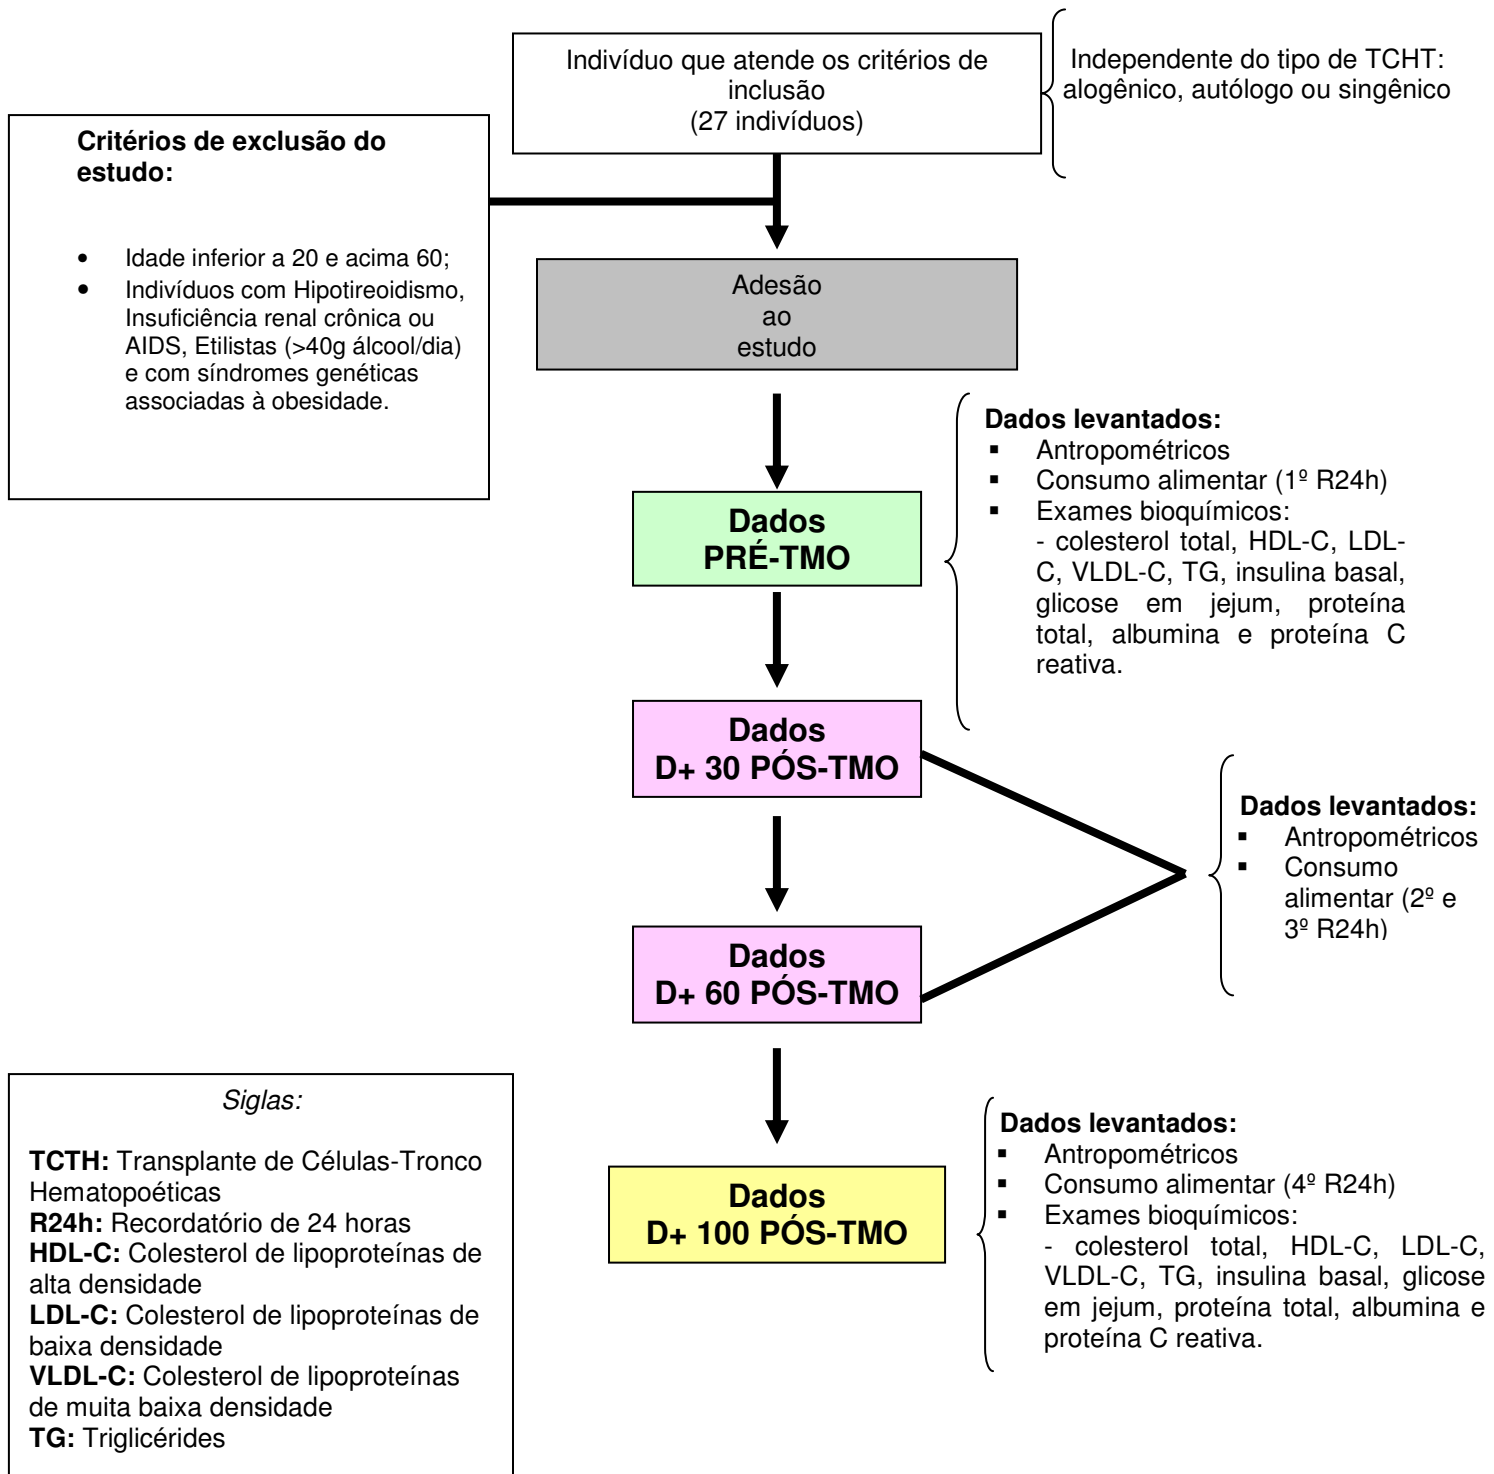 Indivíduo que atende os critérios de
inclusão
(27 indivíduos)
Independente do tipo de TCHT:
alogênico, autólogo ou singênico
Critérios de exclusão do
estudo:
• Idade inferior a 20 e acima 60;
• Indivíduos com Hipotireoidismo,
Insuficiência renal crônica ou
AIDS, Etilistas (>40g álcool/dia)
e com síndromes genéticas
associadas à obesidade.
Adesão
ao
estudo
Dados
PRÉ-TMO
Dados levantados:
▪ Antropométricos
▪ Consumo alimentar (1º R24h)
▪ Exames bioquímicos:
- colesterol total, HDL-C, LDL-
C, VLDL-C, TG, insulina basal,
glicose em jejum, proteína
total, albumina e proteína C
reativa.
Dados
D+ 30 PÓS-TMO
Dados levantados:
▪ Antropométricos
▪ Consumo
alimentar (2º e
3º R24h)
Dados
D+ 60 PÓS-TMO
Dados
D+ 100 PÓS-TMO
Dados levantados:
▪ Antropométricos
▪ Consumo alimentar (4º R24h)
▪ Exames bioquímicos:
- colesterol total, HDL-C, LDL-C,
VLDL-C, TG, insulina basal, glicose
em jejum, proteína total, albumina e
proteína C reativa.
Siglas:
TCTH: Transplante de Células-Tronco
Hematopoéticas
R24h: Recordatório de 24 horas
HDL-C: Colesterol de lipoproteínas de
alta densidade
LDL-C: Colesterol de lipoproteínas de
baixa densidade
VLDL-C: Colesterol de lipoproteínas
de muita baixa densidade
TG: Triglicérides